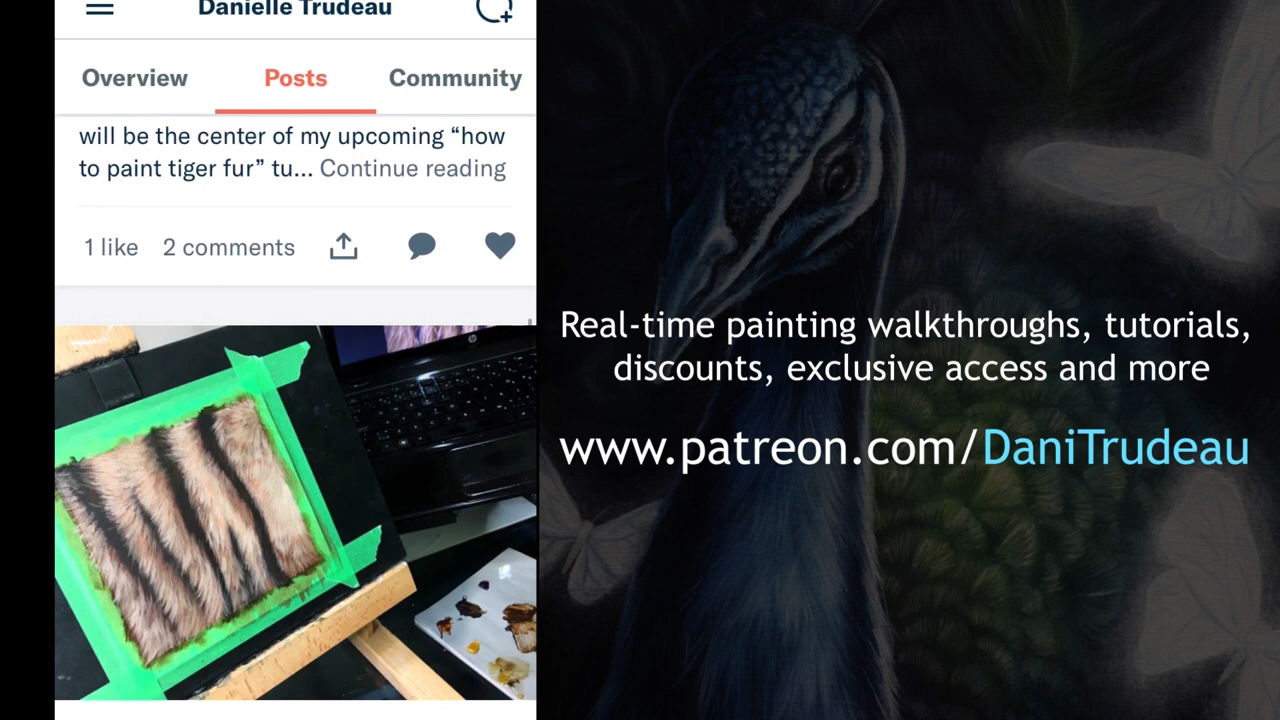 Danielle Trudeau
Overview Posts Community
will be the center of my upcoming “how
to paint tiger fur” tu... Continue reading
1 like 2 comments
hp
Real-time painting walkthroughs, tutorials,
discounts, exclusive access and more
www.patreon.com/DaniTrudeau